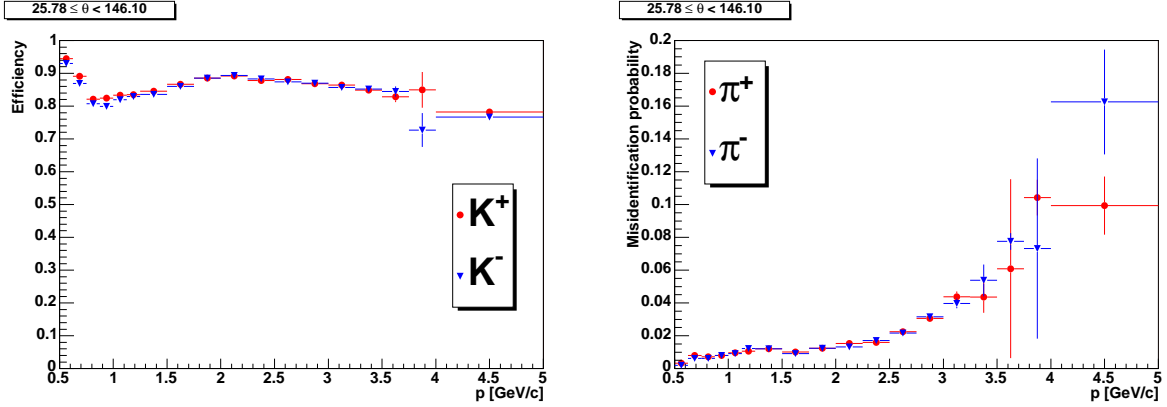 25.78 ≤ θ < 146.10
Efficiency
1
0.9
0.8
0.7
0.6
0.5
0.4
0.3
0.2
0.1
0
K+
K-
0.5 1 1.5 2 2.5 3 3.5 4 4.5 5
p [GeV/c]
25.78 ≤ θ < 146.10
Misidentification probability
0.2
0.18
0.16
0.14
0.12
0.10
0.08
0.06
0.04
0.02
0
π+
π-
0.5 1 1.5 2 2.5 3 3.5 4 4.5 5
p [GeV/c]